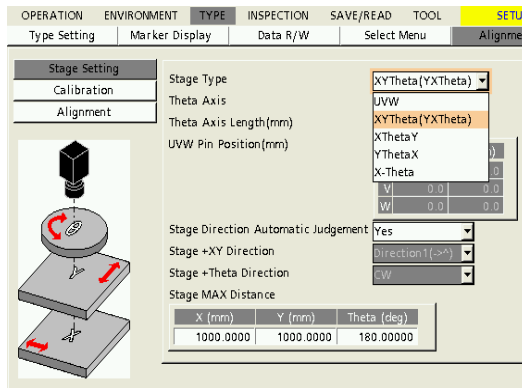 OPERATION ENVIRONMENT TYPE INSPECTION SAVE/READ TOOL SETU
Type Setting Marker Display Data R/W Select Menu Alignme
Stage Setting
Calibration
Alignment
Stage Type XYTheta(YXTheta)
Theta Axis
Theta Axis Length(mm)
UVW Pin Position(mm)
UVW
XYTheta(YXTheta)
XThetaY
YThetaX
X-Theta
)
.0
V 0.0 0.0
W 0.0 0.0
θ
Y
X
Stage Direction Automatic Judgement Yes
Stage +XY Direction Direction1(->^)
Stage +Theta Direction CW
Stage MAX Distance
X (mm) Y (mm) Theta (deg)
1000.0000 1000.0000 180.00000